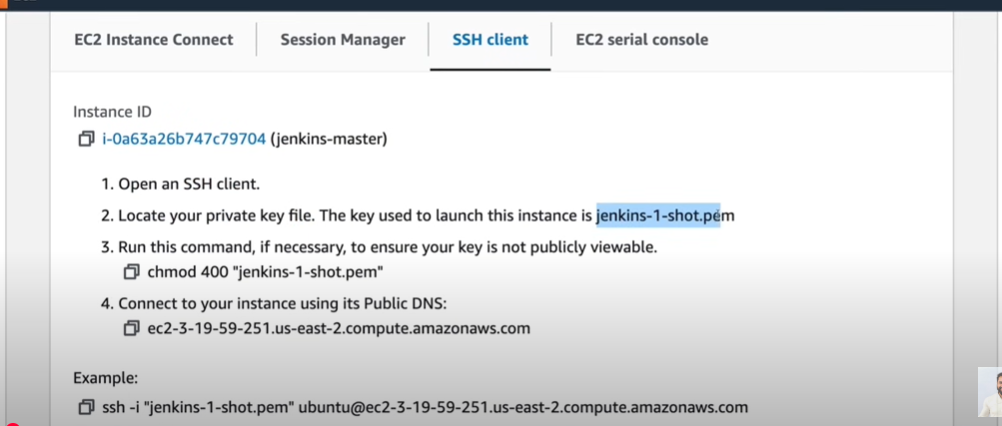 EC2 Instance Connect
Session Manager
SSH client
EC2 serial console
Instance ID
i-0a63a26b747c79704 (jenkins-master)
1. Open an SSH client.
2. Locate your private key file. The key used to launch this instance is jenkins-1-shot.pem
3. Run this command, if necessary, to ensure your key is not publicly viewable.
chmod 400 "jenkins-1-shot.pem"
4. Connect to your instance using its Public DNS:
ec2-3-19-59-251.us-east-2.compute.amazonaws.com
Example:
ssh -i "jenkins-1-shot.pem" ubuntu@ec2-3-19-59-251.us-east-2.compute.amazonaws.com